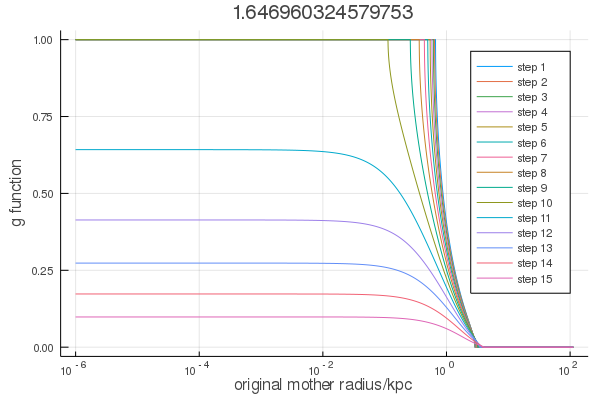 1.646960324579753
g function
1.00
0.75
0.50
0.25
0.00
step 1
step 2
step 3
step 4
step 5
step 6
step 7
step 8
step 9
step 10
step 11
step 12
step 13
step 14
step 15
10⁻⁶ 10⁻⁴ 10⁻² 10⁰ 10²
original mother radius/kpc